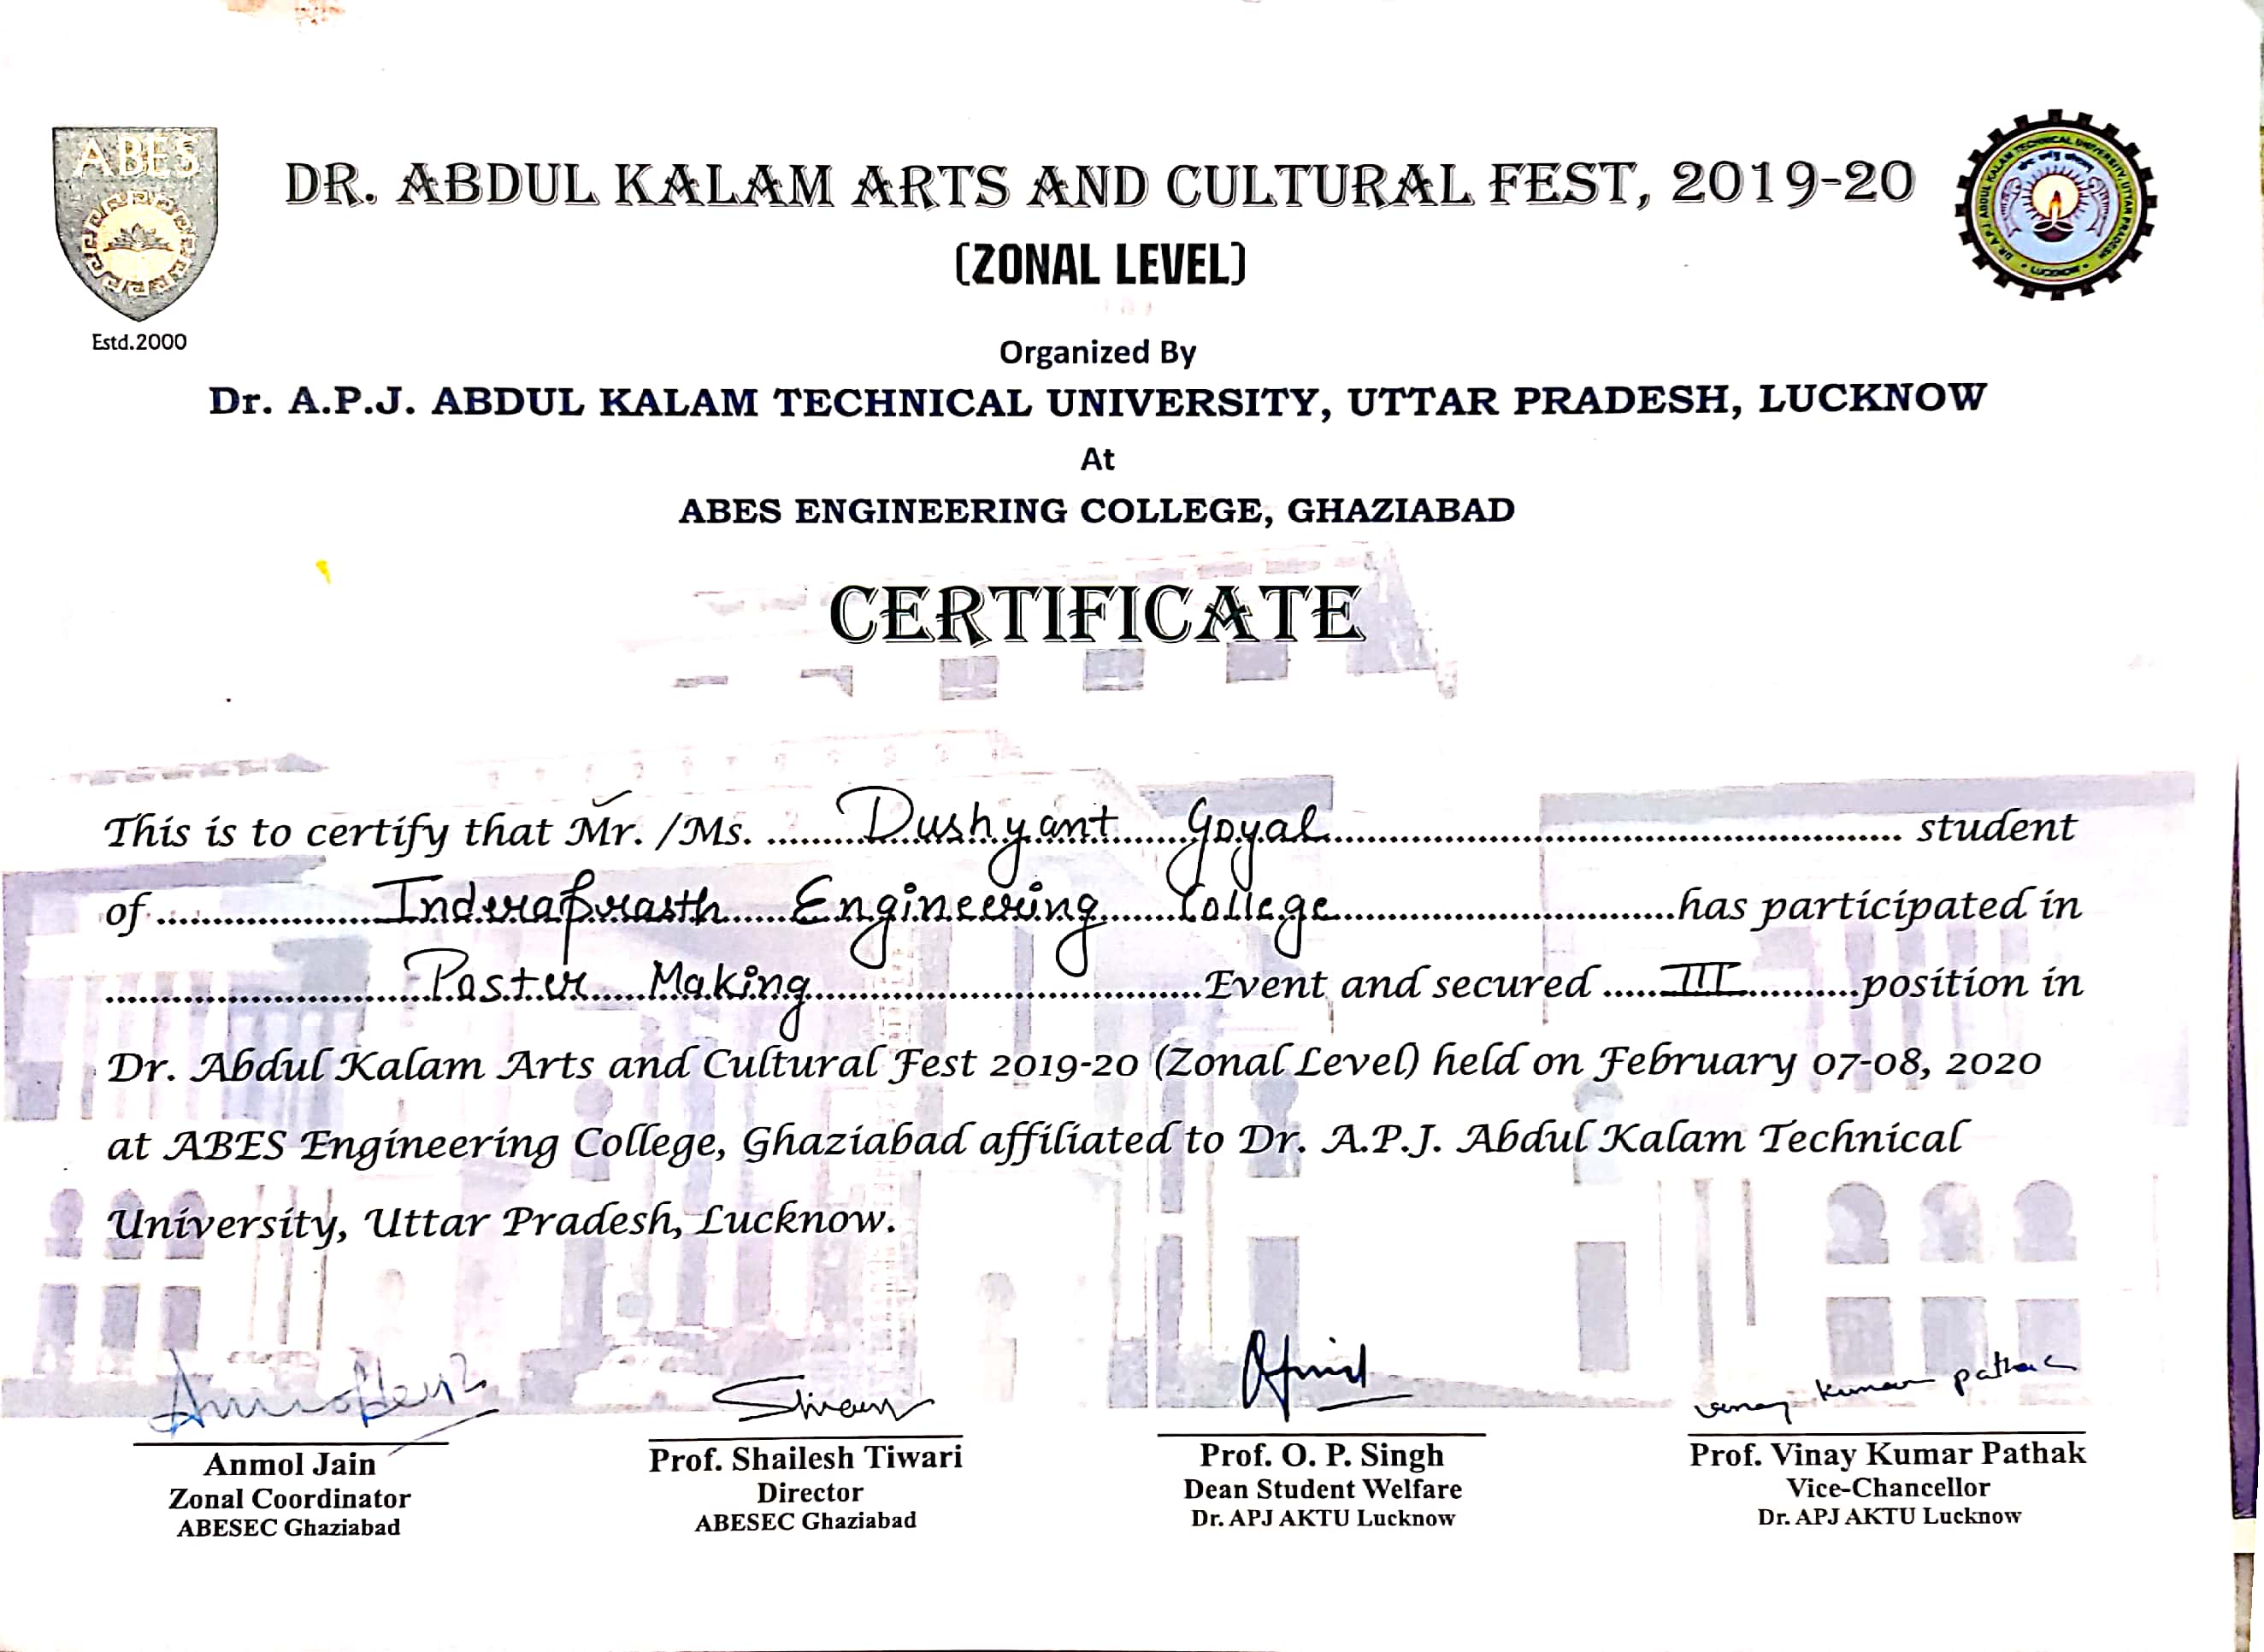 ABES
Estd.2000
DR. ABDUL KALAM ARTS AND CULTURAL FEST, 2019-20
(ZONAL LEVEL)
DR. A.P.J. ABDUL KALAM TECHNICAL UNIVERSITY, UTTAR PRADESH
LUCKNOW
Organized By
Dr. A.P.J. ABDUL KALAM TECHNICAL UNIVERSITY, UTTAR PRADESH, LUCKNOW
At
ABES ENGINEERING COLLEGE, GHAZIABAD
CERTIFICATE
This is to certify that Mr. /Ms. Dushyant Goyal student
of Inderaprasth Engineering College has participated in
Poster Making Event and secured III position in
Dr. Abdul Kalam Arts and Cultural Fest 2019-20 (Zonal Level) held on February 07-08, 2020
at ABES Engineering College, Ghaziabad affiliated to Dr. A.P.J. Abdul Kalam Technical
University, Uttar Pradesh, Lucknow.
vinay kumar pathak
Anmol Jain
Zonal Coordinator
ABESEC Ghaziabad
Prof. Shailesh Tiwari
Director
ABESEC Ghaziabad
Prof. O. P. Singh
Dean Student Welfare
Dr. APJ AKTU Lucknow
Prof. Vinay Kumar Pathak
Vice-Chancellor
Dr. APJ AKTU Lucknow